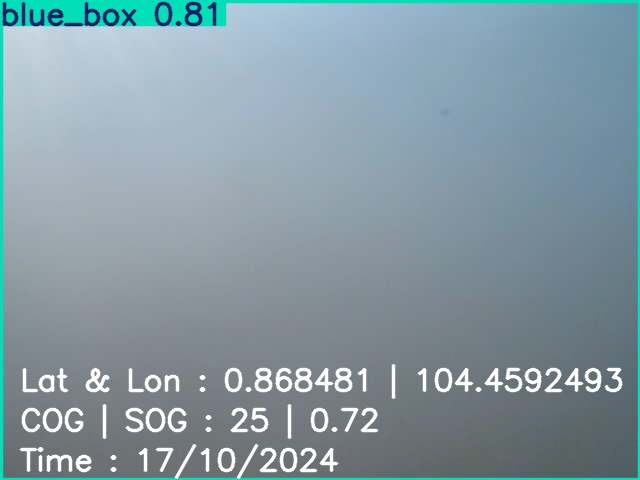 blue_box 0.81
Lat & Lon : 0.868481 | 104.4592493
COG | SOG : 25 | 0.72
Time : 17/10/2024